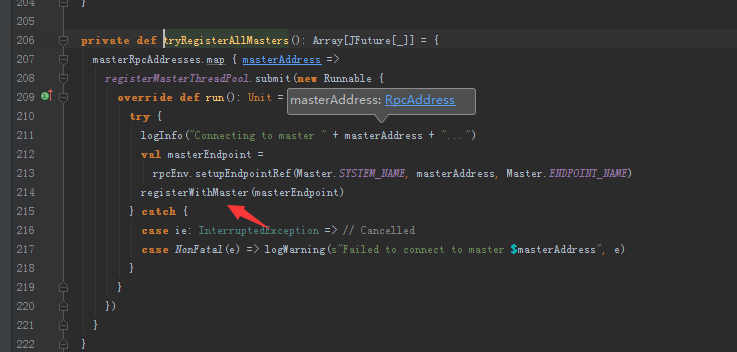 204 }
205
206 private def tryRegisterAllMasters(): Array[JFuture[_]] = {
207 masterRpcAddresses.map { masterAddress =>
208 registerMasterThreadPool.submit(new Runnable {
209 override def run(): Unit =
masterAddress: RpcAddress
210 try {
211 logInfo("Connecting to master " + masterAddress + "...")
212 val masterEndpoint =
213 rpcEnv.setupEndpointRef(Master.SYSTEM_NAME, masterAddress, Master.ENDPOINT_NAME)
214 registerWithMaster(masterEndpoint)
215 } catch {
216 case ie: InterruptedException => // Cancelled
217 case NonFatal(e) => logWarning(s"Failed to connect to master $masterAddress", e)
218 }
219 }
220 })
221 }
222 }